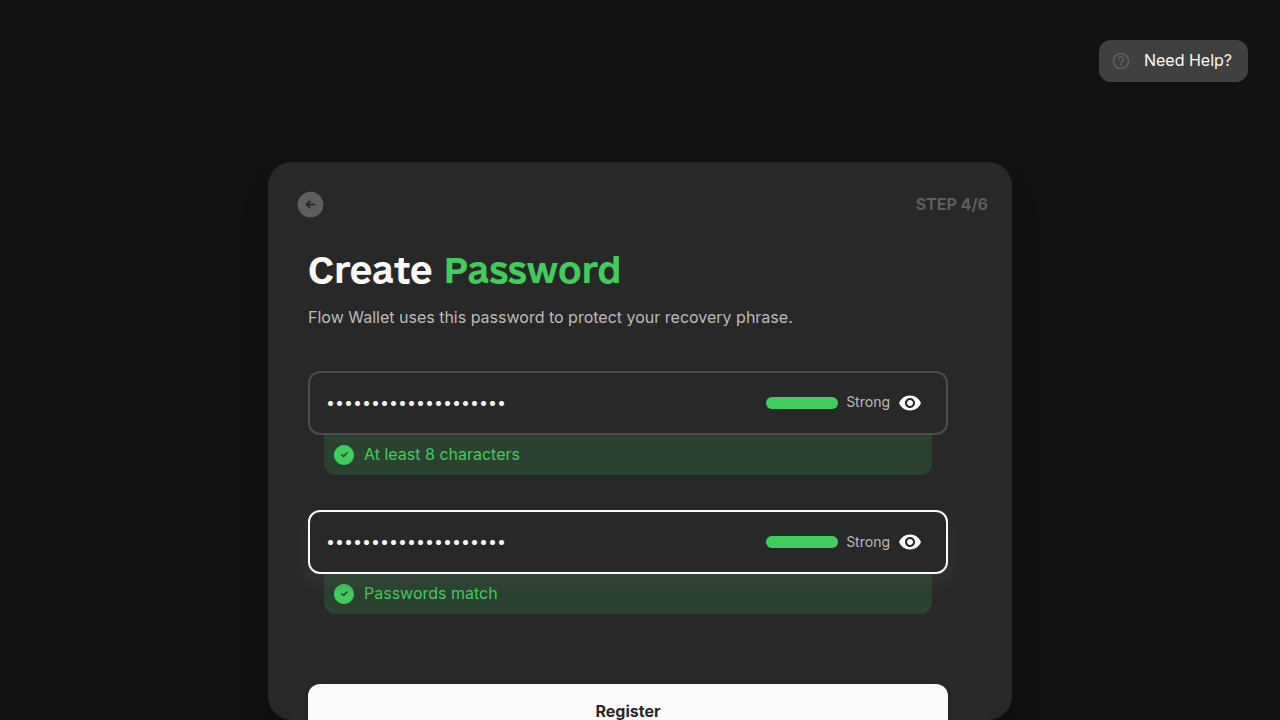 Need Help?
STEP 4/6
Create Password
Flow Wallet uses this password to protect your recovery phrase.
•••••••••••••••••••• Strong
At least 8 characters
•••••••••••••••••••• Strong
Passwords match
Register